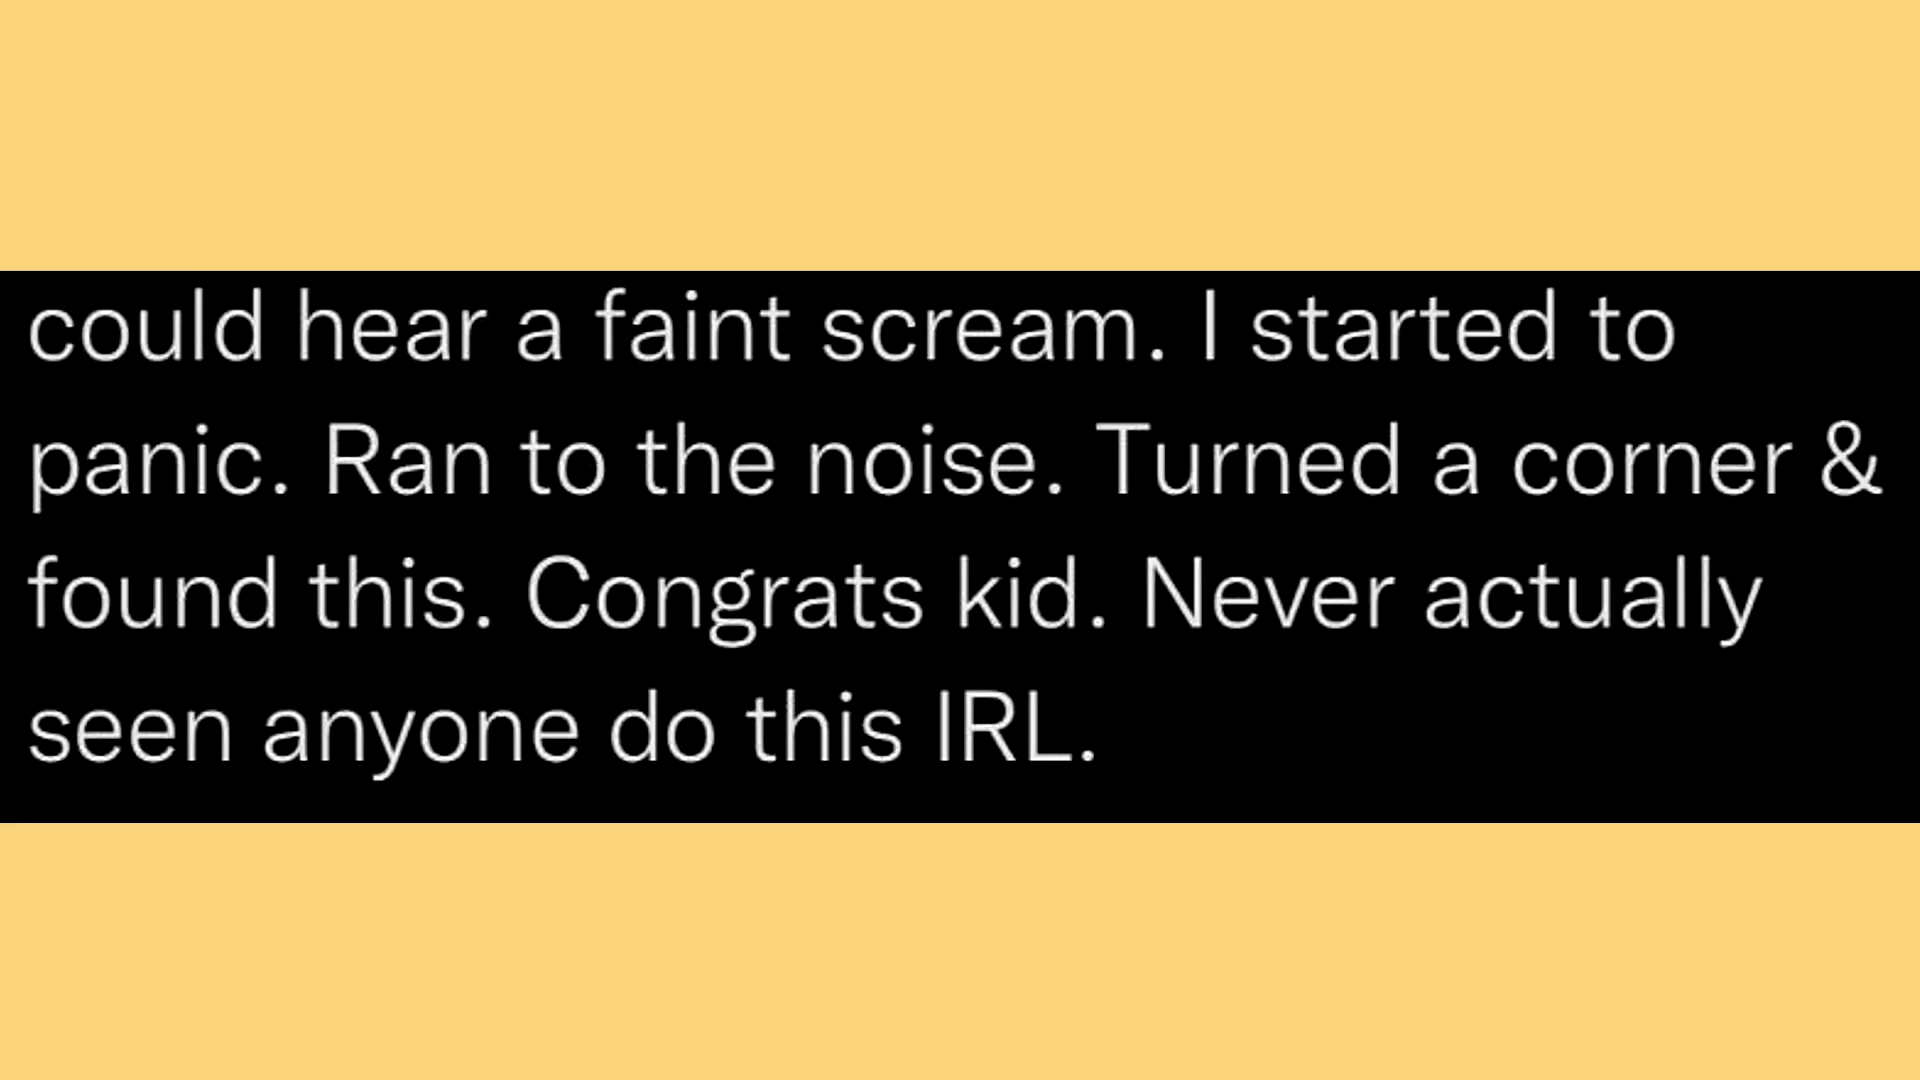 could hear a faint scream. I started to
panic. Ran to the noise. Turned a corner &
found this. Congrats kid. Never actually
seen anyone do this IRL.